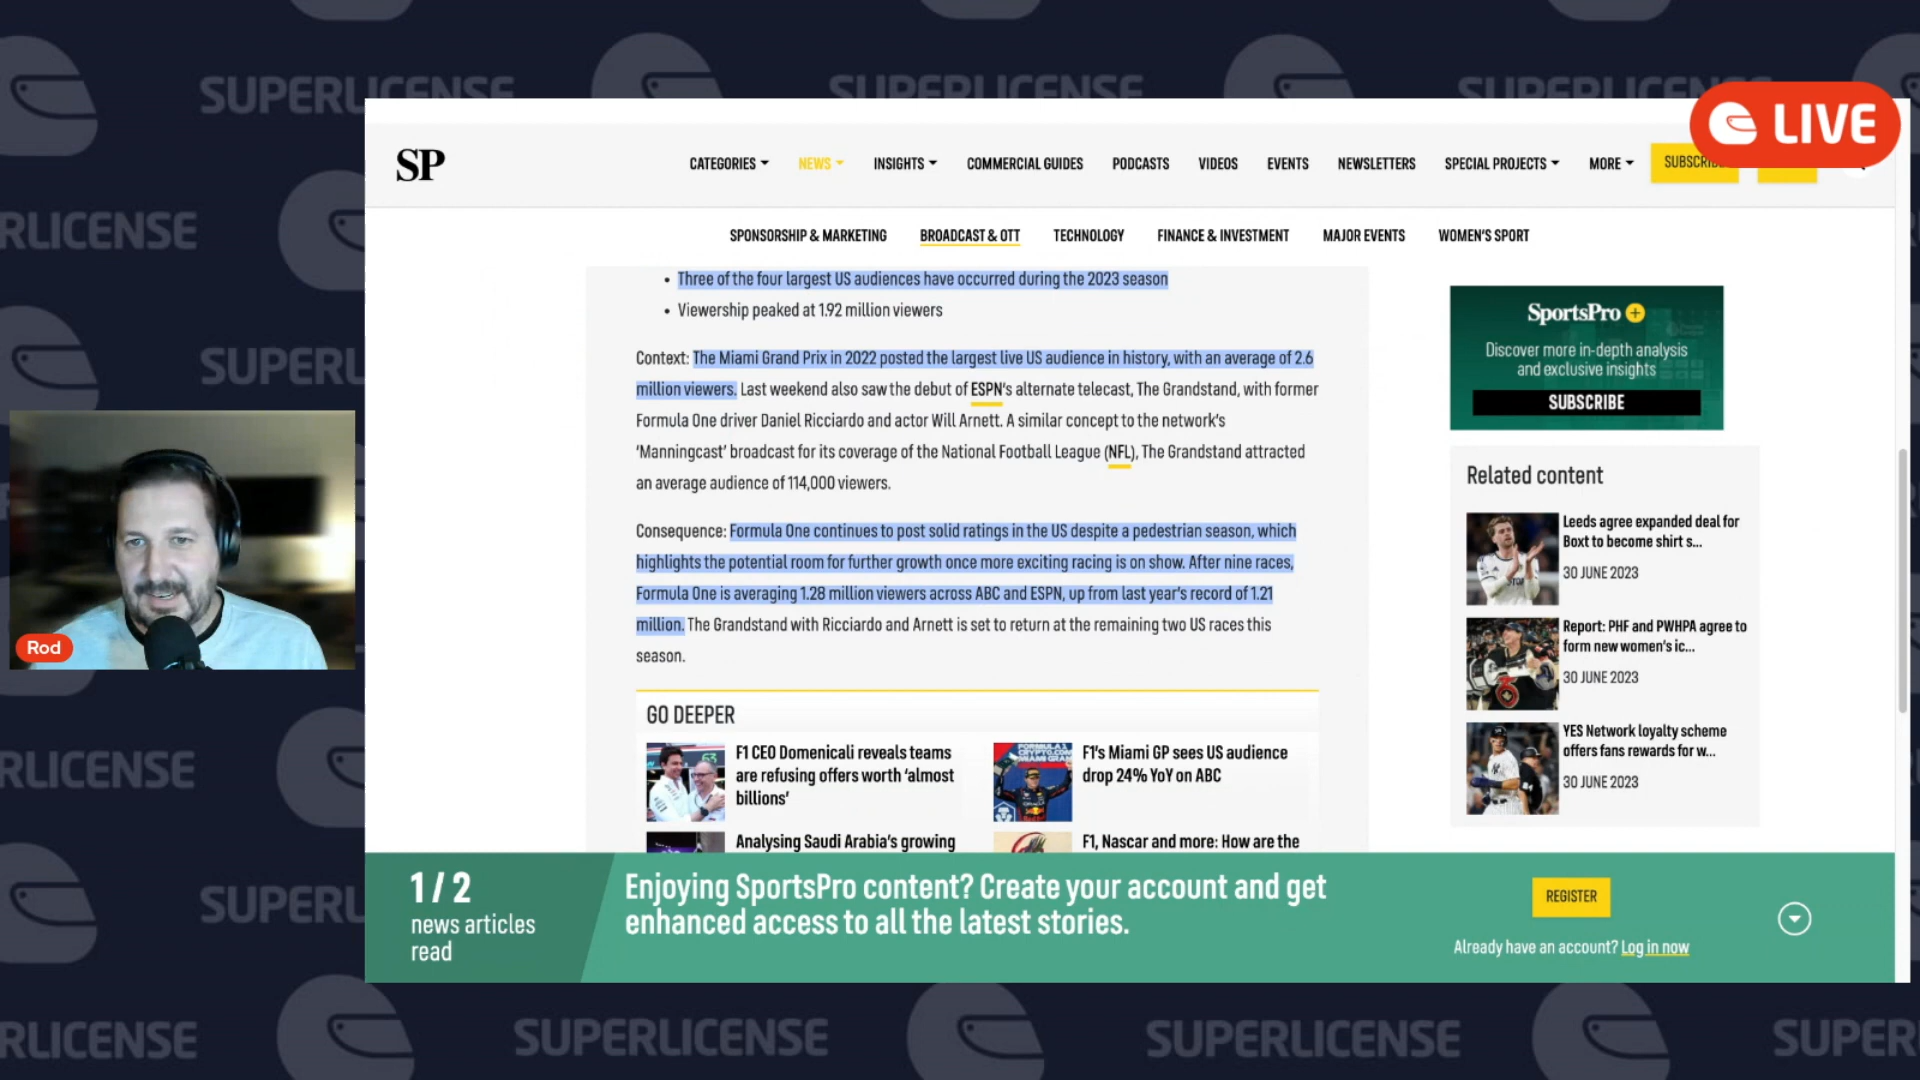 SUPERLICENSE
SUPERLICENSE
SUPERLICENSE
LIVE
SP
CATEGORIES
NEWS
INSIGHTS
COMMERCIAL GUIDES
PODCASTS
VIDEOS
EVENTS
NEWSLETTERS
SPECIAL PROJECTS
MORE
SPONSORSHIP & MARKETING
BROADCAST & OTT
TECHNOLOGY
FINANCE & INVESTMENT
MAJOR EVENTS
WOMEN'S SPORT
RLICENSE
• Three of the four largest US audiences have occurred during the 2023 season
• Viewership peaked at 1.92 million viewers
Context: The Miami Grand Prix in 2022 posted the largest live US audience in history, with an average of 2.6
million viewers. Last weekend also saw the debut of ESPN's alternate telecast, The Grandstand, with former
Formula One driver Daniel Ricciardo and actor Will Arnett. A similar concept to the network's
'Manningcast' broadcast for its coverage of the National Football League (NFL), The Grandstand attracted
an average audience of 114,000 viewers.
Consequence: Formula One continues to post solid ratings in the US despite a pedestrian season, which
highlights the potential room for further growth once more exciting racing is on show. After nine races,
Formula One is averaging 1.28 million viewers across ABC and ESPN, up from last year's record of 1.21
million. The Grandstand with Ricciardo and Arnett is set to return at the remaining two US races this
season.
GO DEEPER
F1 CEO Domenicali reveals teams
are refusing offers worth 'almost
billions'
F1's Miami GP sees US audience
drop 24% YoY on ABC
Analysing Saudi Arabia's growing
F1, Nascar and more: How are the
SportsPro +
Discover more in-depth analysis
and exclusive insights
SUBSCRIBE
Related content
Leeds agree expanded deal for
Boxt to become shirt s...
30 JUNE 2023
Report: PHF and PWHPA agree to
form new women's ic...
30 JUNE 2023
YES Network loyalty scheme
offers fans rewards for w...
30 JUNE 2023
SUPERL
Rod
RLICENSE
SUPERL
1 / 2
news articles
read
Enjoying SportsPro content? Create your account and get
enhanced access to all the latest stories.
REGISTER
Already have an account? Log in now
RLICENSE
SUPERLICENSE
SUPERLICENSE
SUPERL